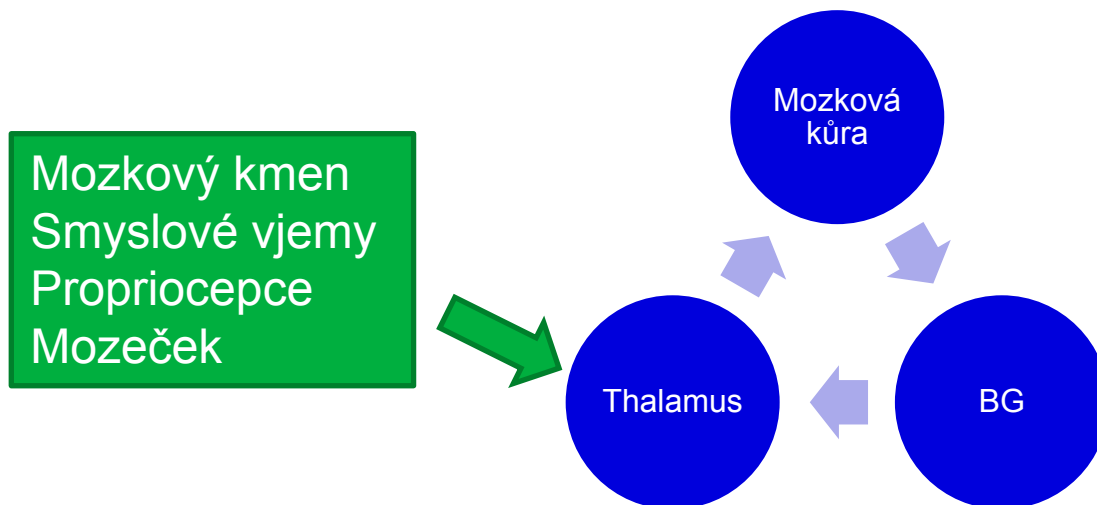 Mozková
kůra
Mozkový kmen
Smyslové vjemy
Propriocepce
Mozeček
Thalamus
BG